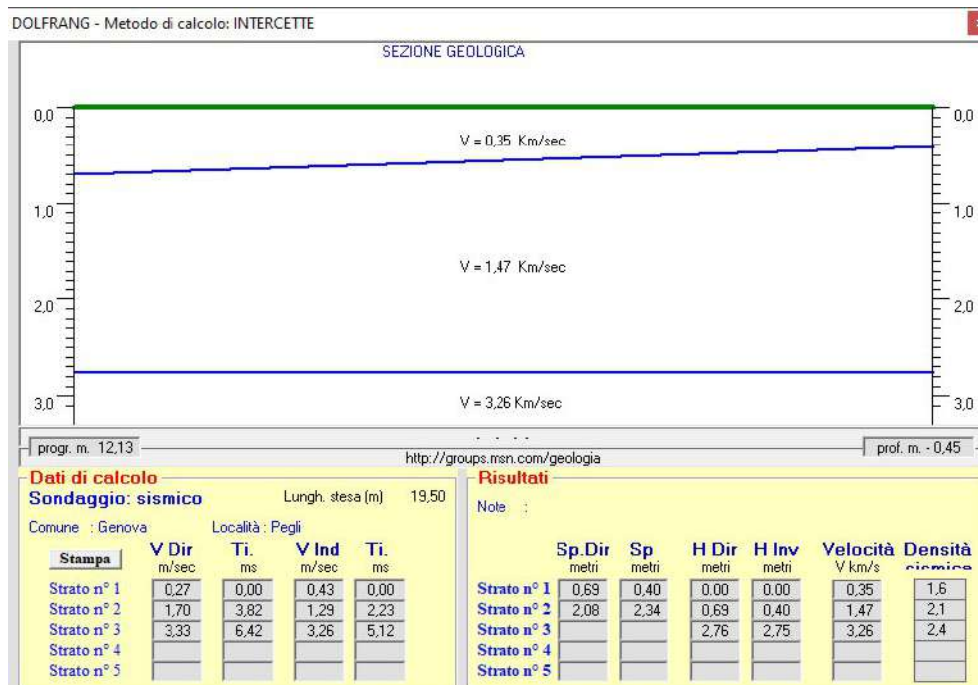 DOLFRANG - Metodo di calcolo: INTERCETTE
SEZIONE GEOLOGICA
0,0 0,0
V = 0,35 Km/sec
1,0 1,0
V = 1,47 Km/sec
2,0 2,0
3,0 V = 3,26 Km/sec 3,0
progr. m. 12,13 prof. m. - 0,45
http://groups.msn.com/geologia
Dati di calcolo
Sondaggio: sismico Lungh. stesa (m) 19,50
Comune : Genova Località : Pegli
Stampa V Dir Ti. V Ind Ti.
m/sec ms m/sec ms
Strato n° 1 0,27 0,00 0,43 0,00
Strato n° 2 1,70 3,82 1,29 2,23
Strato n° 3 3,33 6,42 3,26 5,12
Strato n° 4
Strato n° 5
Risultati
Note :
Sp.Dir Sp H Dir H Inv Velocità Densità
metri metri metri metri V km/s sismica
Strato n° 1 0,69 0,40 0.00 0.00 0,35 1,6
Strato n° 2 2,08 2,34 0,69 0,40 1,47 2,1
Strato n° 3 2,76 2,75 3,26 2,4
Strato n° 4
Strato n° 5